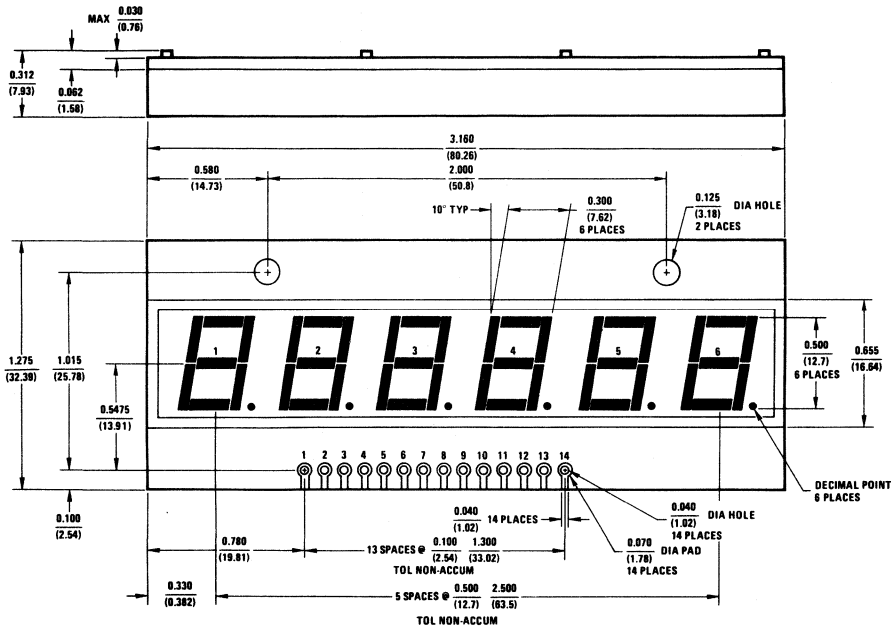 MAX 0.030
(0.76)
0.312
(7.93)
0.062
(1.58)
3.160
(80.26)
0.580
(14.73)
2.000
(50.8)
10° TYP
0.300
(7.62)
6 PLACES
0.125
(3.18)
DIA HOLE
2 PLACES
1.275
(32.39)
1.015
(25.78)
0.5475
(13.91)
1 2 3 4 5 6
0.500
(12.7)
6 PLACES
0.655
(16.64)
1 2 3 4 5 6 7 8 9 10 11 12 13 14
DECIMAL POINT
6 PLACES
0.100
(2.54)
0.040
(1.02)
14 PLACES
0.040
(1.02)
DIA HOLE
14 PLACES
0.780
(19.81)
13 SPACES @ 0.100 1.300
(2.54) (33.02)
TOL NON-ACCUM
0.070
(1.78)
DIA PAD
14 PLACES
0.330
(0.382)
5 SPACES @ 0.500 2.500
(12.7) (63.5)
TOL NON-ACCUM